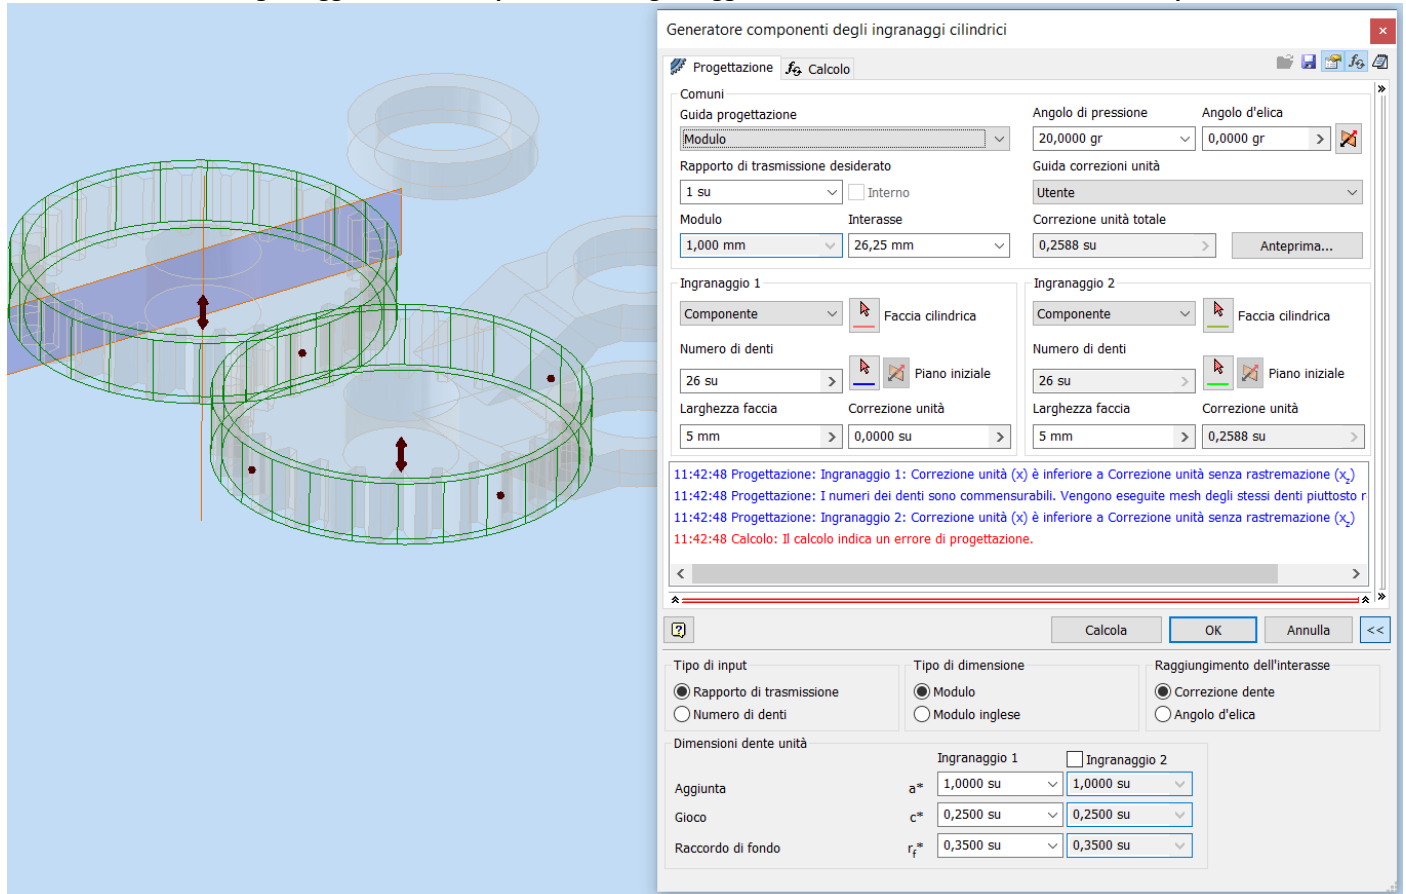 Generatore componenti degli ingranaggi cilindrici
Progettazione
Calcolo
Comuni
Guida progettazione
Angolo di pressione
Angolo d'elica
Modulo
20,0000 gr
0,0000 gr
Rapporto di trasmissione desiderato
Guida correzioni unità
1 su
Interno
Utente
Modulo
Interasse
Correzione unità totale
1,000 mm
26,25 mm
0,2588 su
Anteprima...
Ingranaggio 1
Componente
Faccia cilindrica
Numero di denti
26 su
Piano iniziale
Larghezza faccia
Correzione unità
5 mm
0,0000 su
Ingranaggio 2
Componente
Faccia cilindrica
Numero di denti
26 su
Piano iniziale
Larghezza faccia
Correzione unità
5 mm
0,2588 su
11:42:48 Progettazione: Ingranaggio 1: Correzione unità (x) è inferiore a Correzione unità senza rastremazione (xz)
11:42:48 Progettazione: I numeri dei denti sono commensurabili. Vengono eseguite mesh degli stessi denti piuttosto r
11:42:48 Progettazione: Ingranaggio 2: Correzione unità (x) è inferiore a Correzione unità senza rastremazione (xz)
11:42:48 Calcolo: Il calcolo indica un errore di progettazione.
Calcola
OK
Annulla
<<
Tipo di input
Rapporto di trasmissione
Numero di denti
Tipo di dimensione
Modulo
Modulo inglese
Raggiungimento dell'interasse
Correzione dente
Angolo d'elica
Dimensioni dente unità
Ingranaggio 1
Ingranaggio 2
Aggiunta a* 1,0000 su 1,0000 su
Gioco c* 0,2500 su 0,2500 su
Raccordo di fondo rf* 0,3500 su 0,3500 su